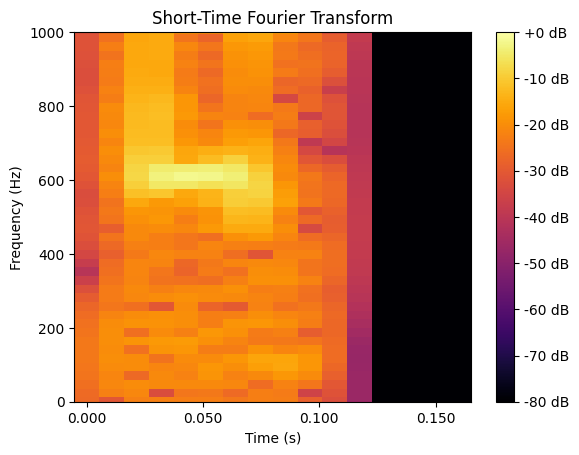 Short-Time Fourier Transform
1000
800
600
400
200
0
Frequency (Hz)
0.000
0.050
0.100
0.150
Time (s)
+0 dB
-10 dB
-20 dB
-30 dB
-40 dB
-50 dB
-60 dB
-70 dB
-80 dB